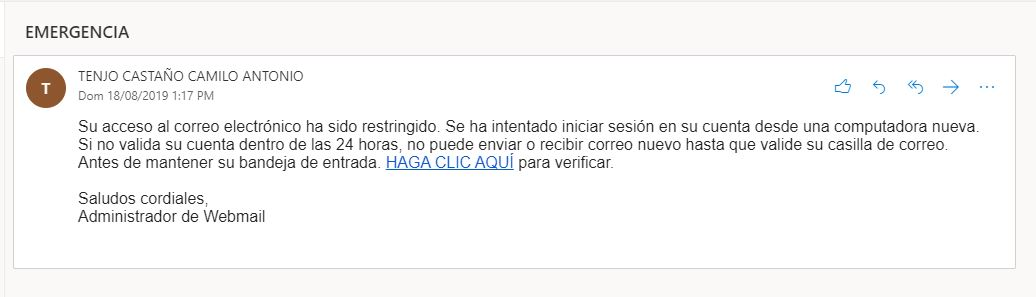 EMERGENCIA
T
TENJO CASTAÑO CAMILO ANTONIO
Dom 18/08/2019 1:17 PM
Su acceso al correo electrónico ha sido restringido. Se ha intentado iniciar sesión en su cuenta desde una computadora nueva.
Si no valida su cuenta dentro de las 24 horas, no puede enviar o recibir correo nuevo hasta que valide su casilla de correo.
Antes de mantener su bandeja de entrada. HAGA CLIC AQUÍ para verificar.
Saludos cordiales,
Administrador de Webmail